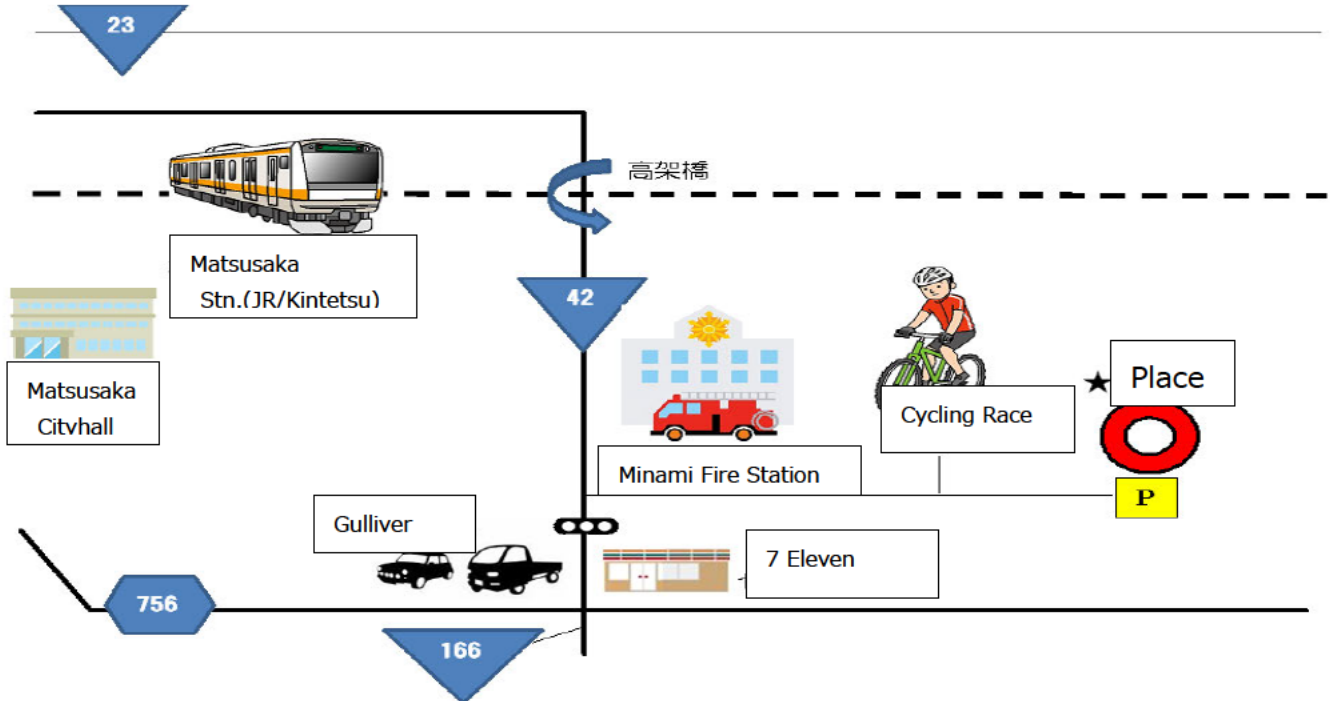 23
高架橋
Matsusaka
Stn.(JR/Kintetsu)
42
Matsusaka
Cityhall
Place
Cycling Race
Minami Fire Station
P
Gulliver
7 Eleven
756
166